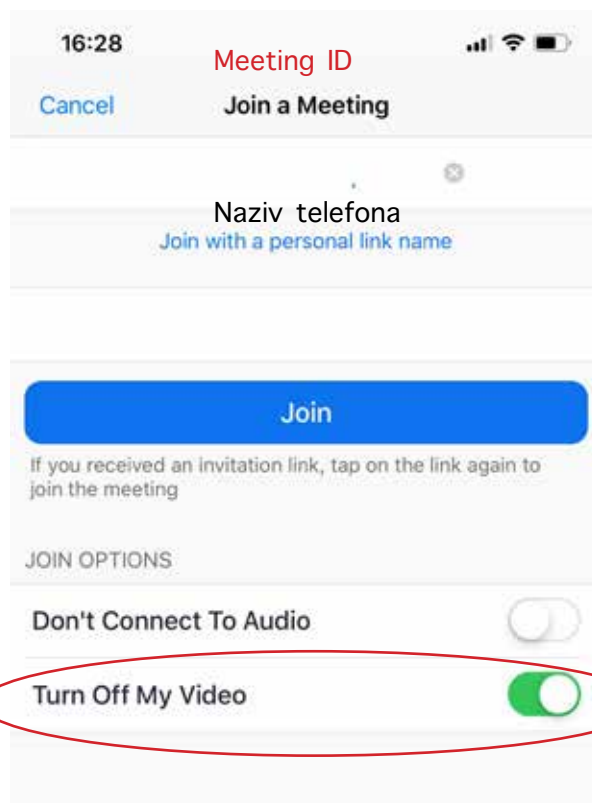 16:28
Meeting ID
Cancel
Join a Meeting
Naziv telefona
Join with a personal link name
Join
If you received an invitation link, tap on the link again to
join the meeting
JOIN OPTIONS
Don't Connect To Audio
Turn Off My Video